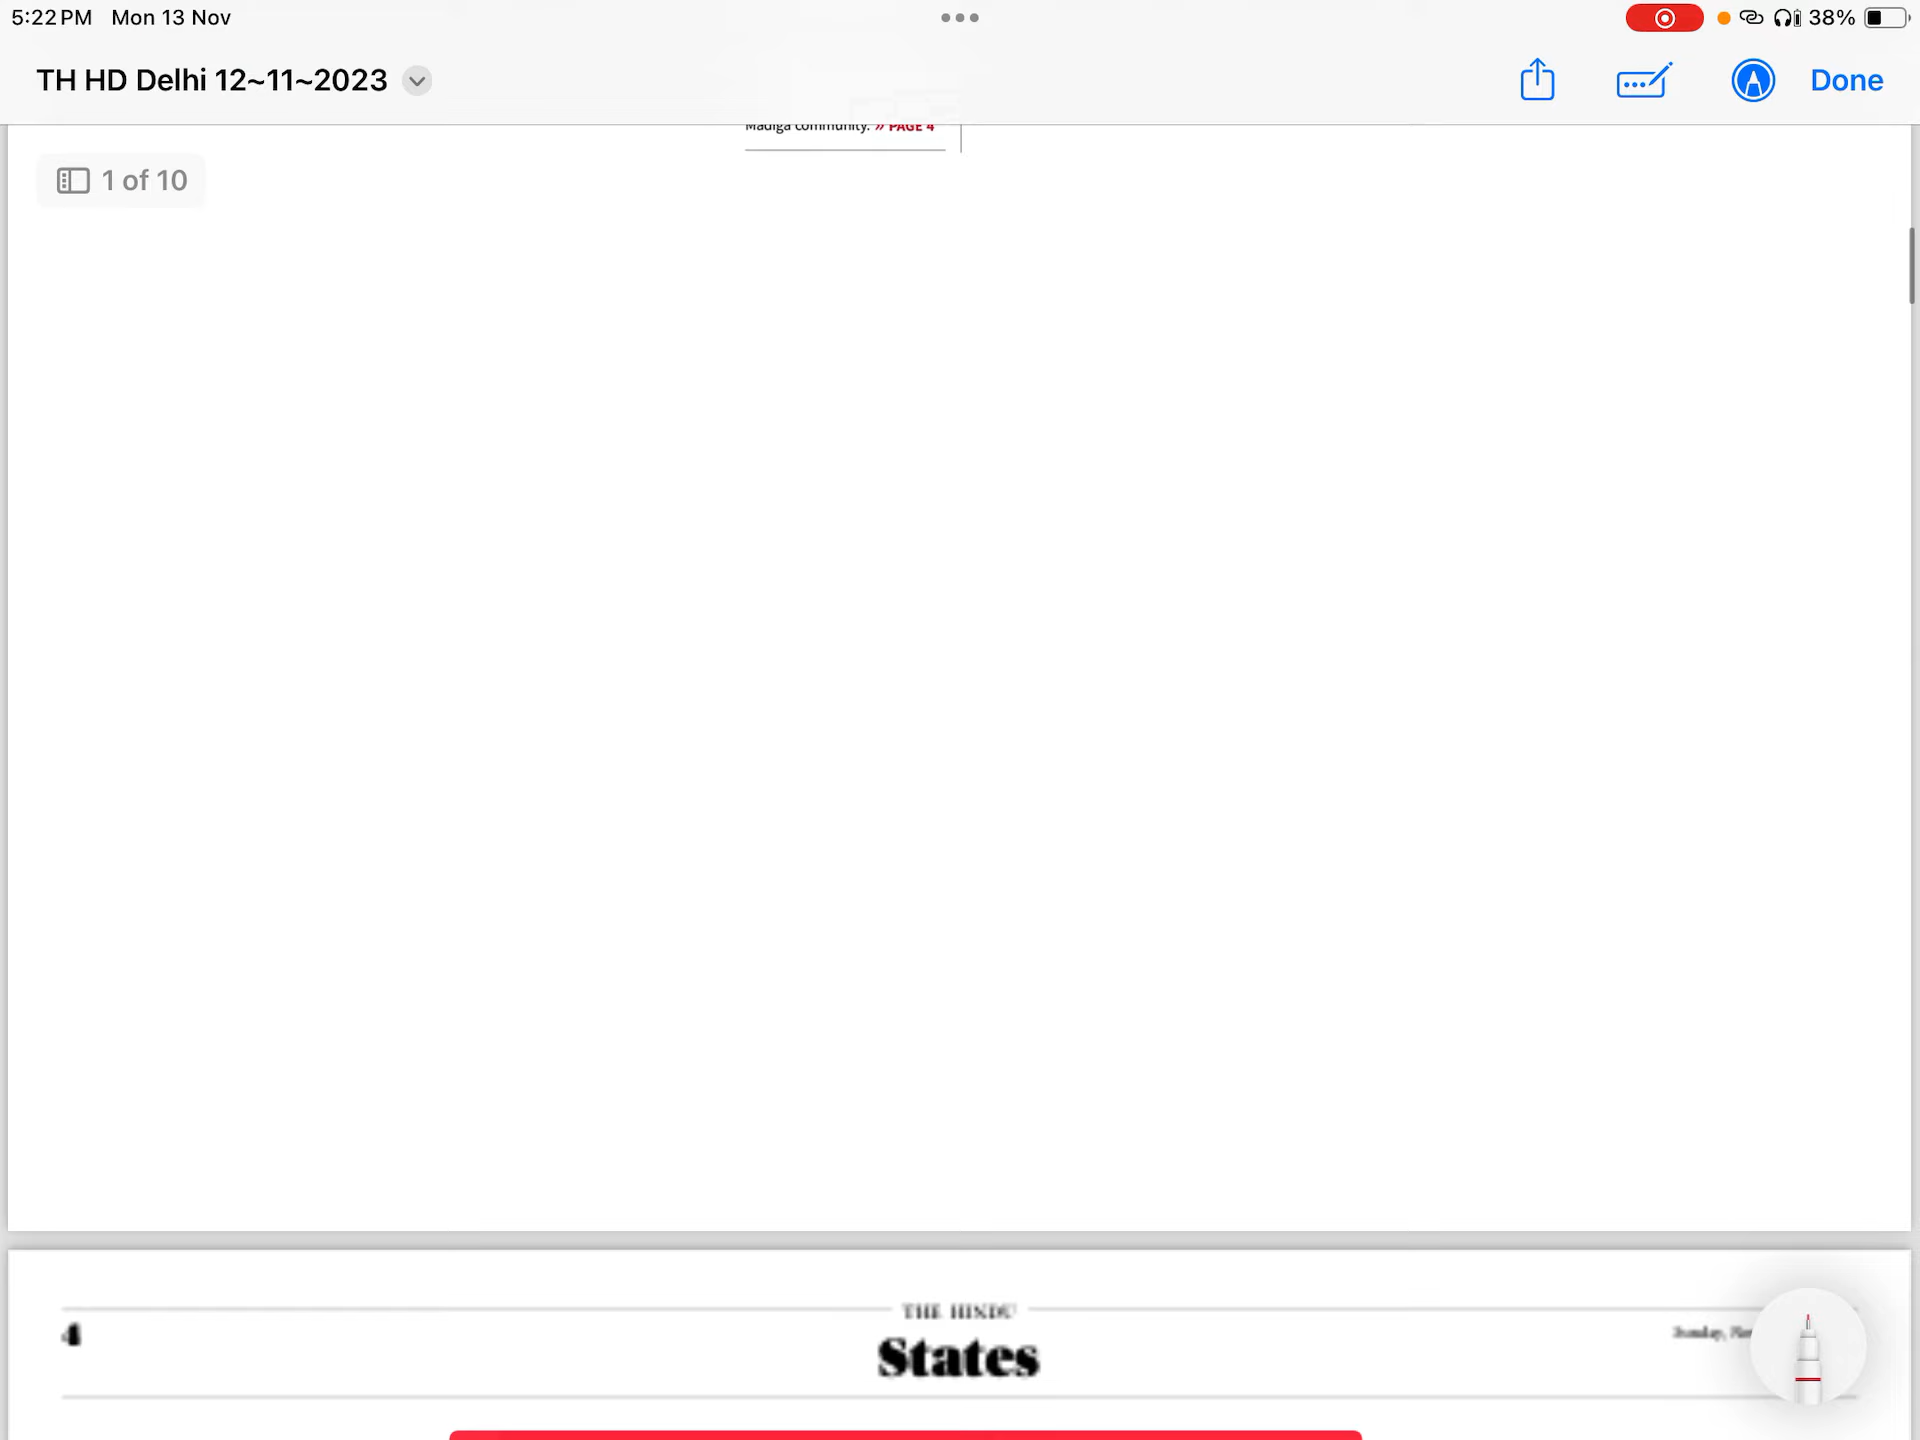 5:22 PM Mon 13 Nov
38%
TH HD Delhi 12~11~2023
Done
Madiga community. » PAGE 4
1 of 10
THE HINDU
4
States
Sunday,